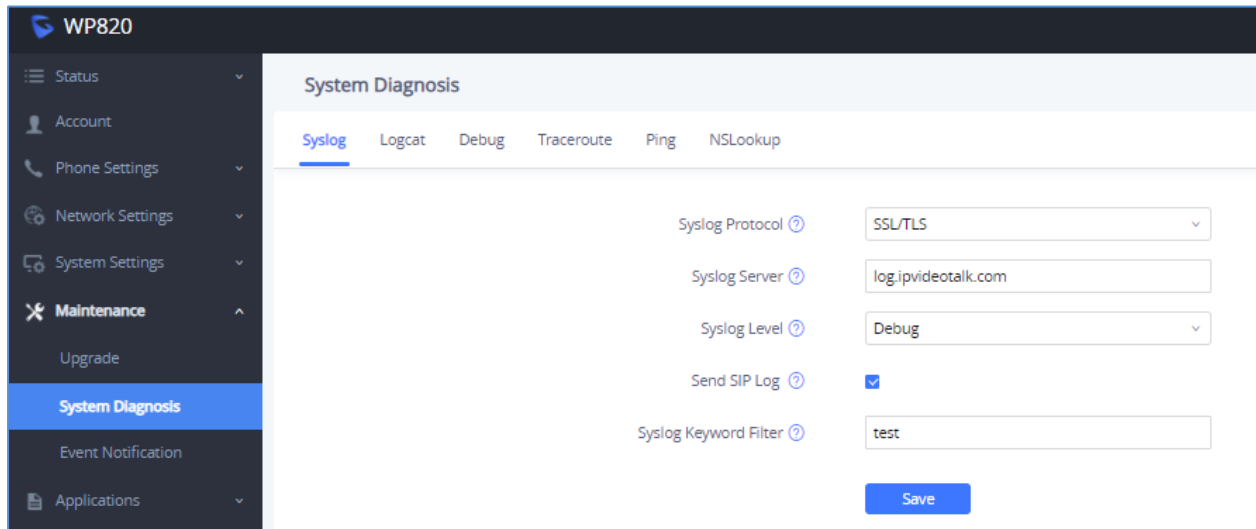 WP820
Status
Account
Phone Settings
Network Settings
System Settings
Maintenance
Upgrade
System Diagnosis
Event Notification
Applications
System Diagnosis
Syslog Logcat Debug Traceroute Ping NSLookup
Syslog Protocol ? SSL/TLS
Syslog Server ? log.ipvideotalk.com
Syslog Level ? Debug
Send SIP Log ?
Syslog Keyword Filter ? test
Save